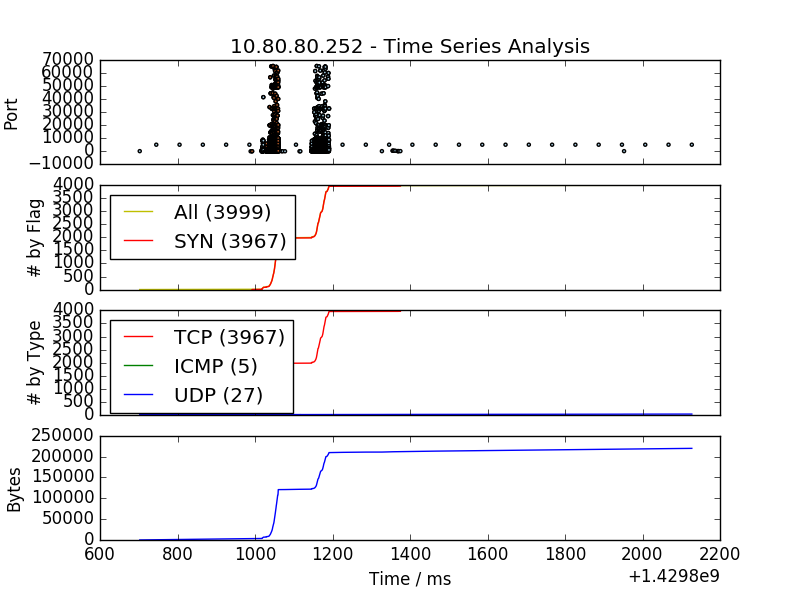 10.80.80.252 - Time Series Analysis
Port
70000
60000
50000
40000
30000
20000
10000
0
−10000
# by Flag
4000
3500
3000
2500
2000
1500
1000
500
0
All (3999)
SYN (3967)
# by Type
4000
3500
3000
2500
2000
1500
1000
500
0
TCP (3967)
ICMP (5)
UDP (27)
Bytes
250000
200000
150000
100000
50000
0
600 800 1000 1200 1400 1600 1800 2000 2200
Time / ms
+1.4298e9